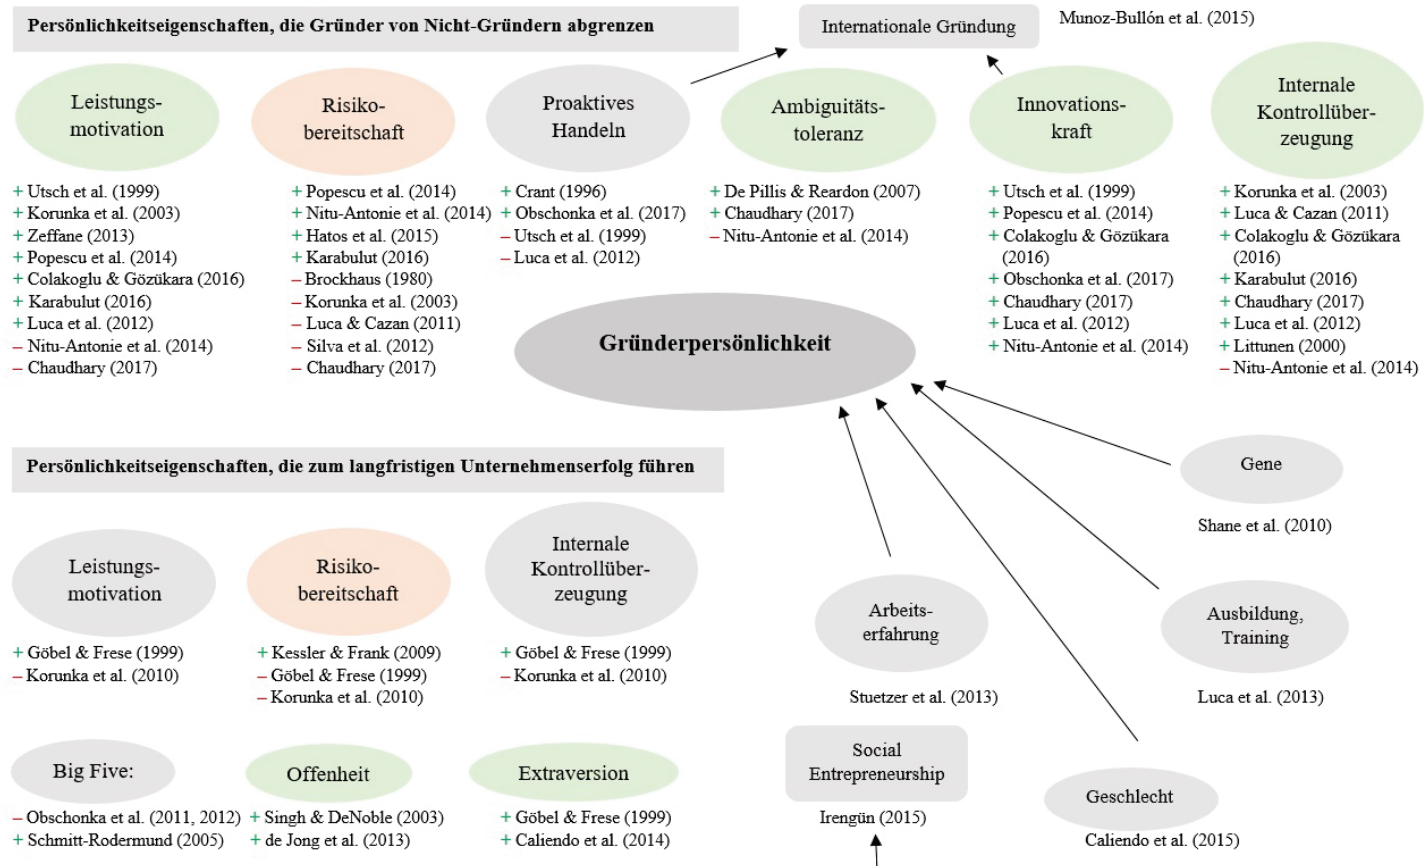 Persönlichkeitseigenschaften, die Gründer von Nicht-Gründern abgrenzen
Internationale Gründung
Munoz-Bullón et al. (2015)
Leistungs-
motivation
+ Utsch et al. (1999)
+ Korunka et al. (2003)
+ Zeffane (2013)
+ Popescu et al. (2014)
+ Colakoglu & Gözükara (2016)
+ Karabulut (2016)
+ Luca et al. (2012)
– Nitu-Antonie et al. (2014)
– Chaudhary (2017)
Risiko-
bereitschaft
+ Popescu et al. (2014)
+ Nitu-Antonie et al. (2014)
+ Hatos et al. (2015)
+ Karabulut (2016)
– Brockhaus (1980)
– Korunka et al. (2003)
– Luca & Cazan (2011)
– Silva et al. (2012)
– Chaudhary (2017)
Proaktives
Handeln
+ Crant (1996)
+ Obschonka et al. (2017)
– Utsch et al. (1999)
– Luca et al. (2012)
Ambiguitäts-
toleranz
+ De Pillis & Reardon (2007)
+ Chaudhary (2017)
– Nitu-Antonie et al. (2014)
Innovations-
kraft
+ Utsch et al. (1999)
+ Popescu et al. (2014)
+ Colakoglu & Gözükara
(2016)
+ Obschonka et al. (2017)
+ Chaudhary (2017)
+ Luca et al. (2012)
+ Nitu-Antonie et al. (2014)
Internale
Kontrollüber-
zeugung
+ Korunka et al. (2003)
+ Luca & Cazan (2011)
+ Colakoglu & Gözükara
(2016)
+ Karabulut (2016)
+ Chaudhary (2017)
+ Luca et al. (2012)
+ Littunen (2000)
– Nitu-Antonie et al. (2014)
Gründerpersönlichkeit
Persönlichkeitseigenschaften, die zum langfristigen Unternehmenserfolg führen
Leistungs-
motivation
+ Göbel & Frese (1999)
– Korunka et al. (2010)
Risiko-
bereitschaft
+ Kessler & Frank (2009)
– Göbel & Frese (1999)
– Korunka et al. (2010)
Internale
Kontrollüber-
zeugung
+ Göbel & Frese (1999)
– Korunka et al. (2010)
Big Five:
– Obschonka et al. (2011, 2012)
+ Schmitt-Rodermund (2005)
Offenheit
+ Singh & DeNoble (2003)
+ de Jong et al. (2013)
Extraversion
+ Göbel & Frese (1999)
+ Caliendo et al. (2014)
Gene
Shane et al. (2010)
Arbeits-
erfahrung
Stuetzer et al. (2013)
Ausbildung,
Training
Luca et al. (2013)
Social
Entrepreneurship
Irengün (2015)
Geschlecht
Caliendo et al. (2015)